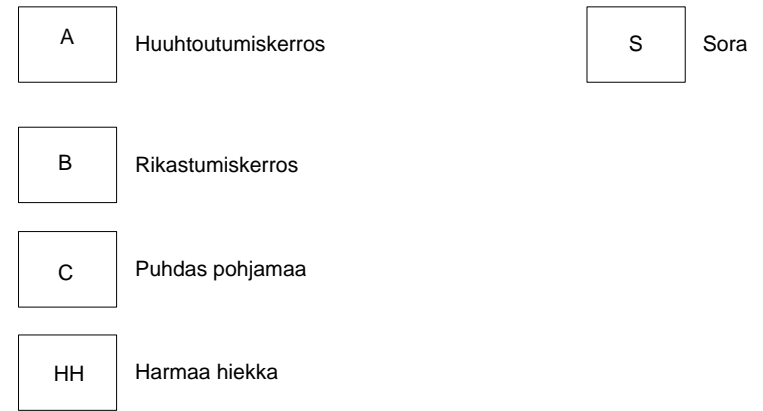 A Huuhtoutumiskerros
S Sora
B Rikastumiskerros
C Puhdas pohjamaa
HH Harmaa hiekka